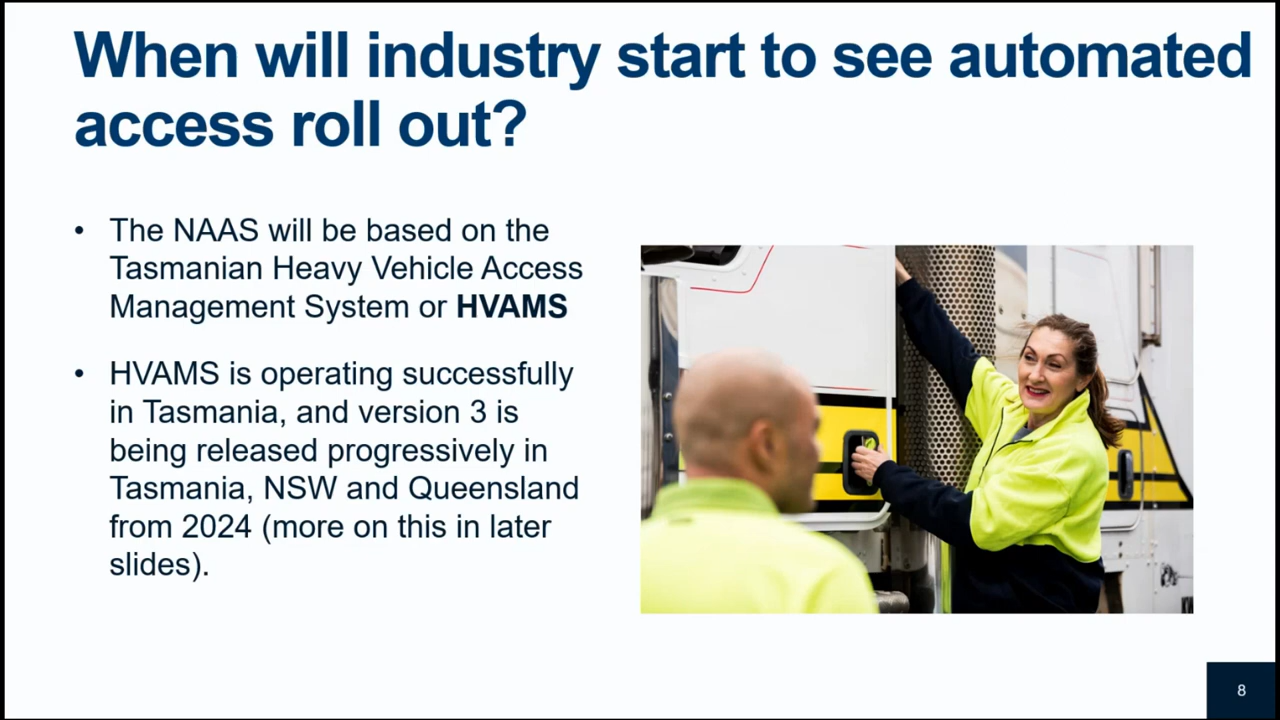 When will industry start to see automated
access roll out?
• The NAAS will be based on the
Tasmanian Heavy Vehicle Access
Management System or HVAMS
• HVAMS is operating successfully
in Tasmania, and version 3 is
being released progressively in
Tasmania, NSW and Queensland
from 2024 (more on this in later
slides).
8